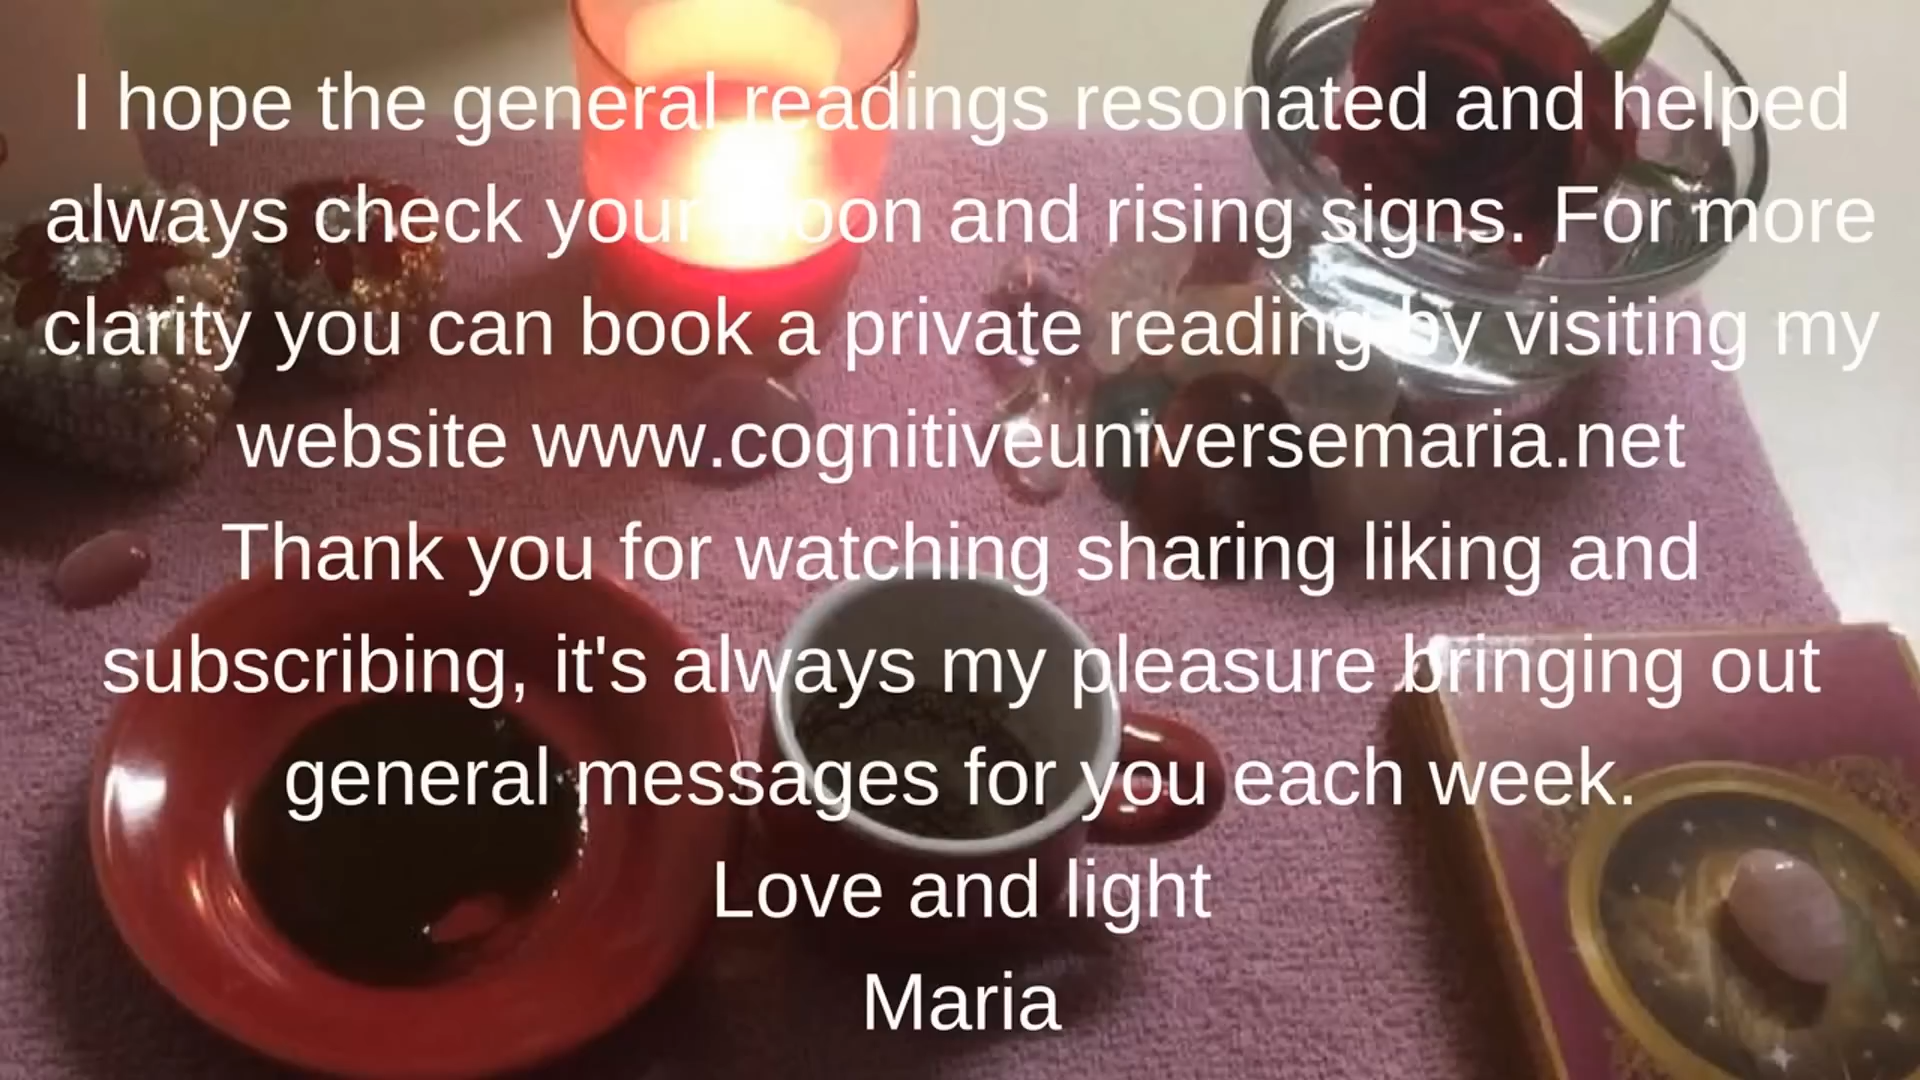 I hope the general readings resonated and helped
always check your moon and rising signs. For more
clarity you can book a private reading by visiting my
website www.cognitiveuniversemaria.net
Thank you for watching sharing liking and
subscribing, it's always my pleasure bringing out
general messages for you each week.
Love and light
Maria